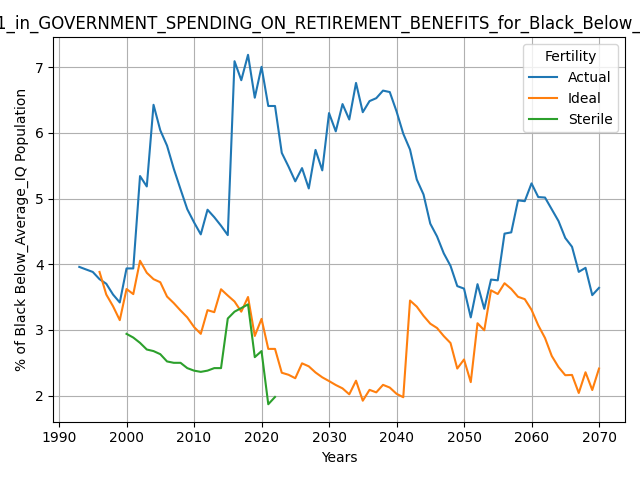 1_in_GOVERNMENT_SPENDING_ON_RETIREMENT_BENEFITS_for_Black_Below_
Fertility
Actual
Ideal
Sterile
% of Black Below_Average_IQ Population
7
6
5
4
3
2
1990 2000 2010 2020 2030 2040 2050 2060 2070
Years